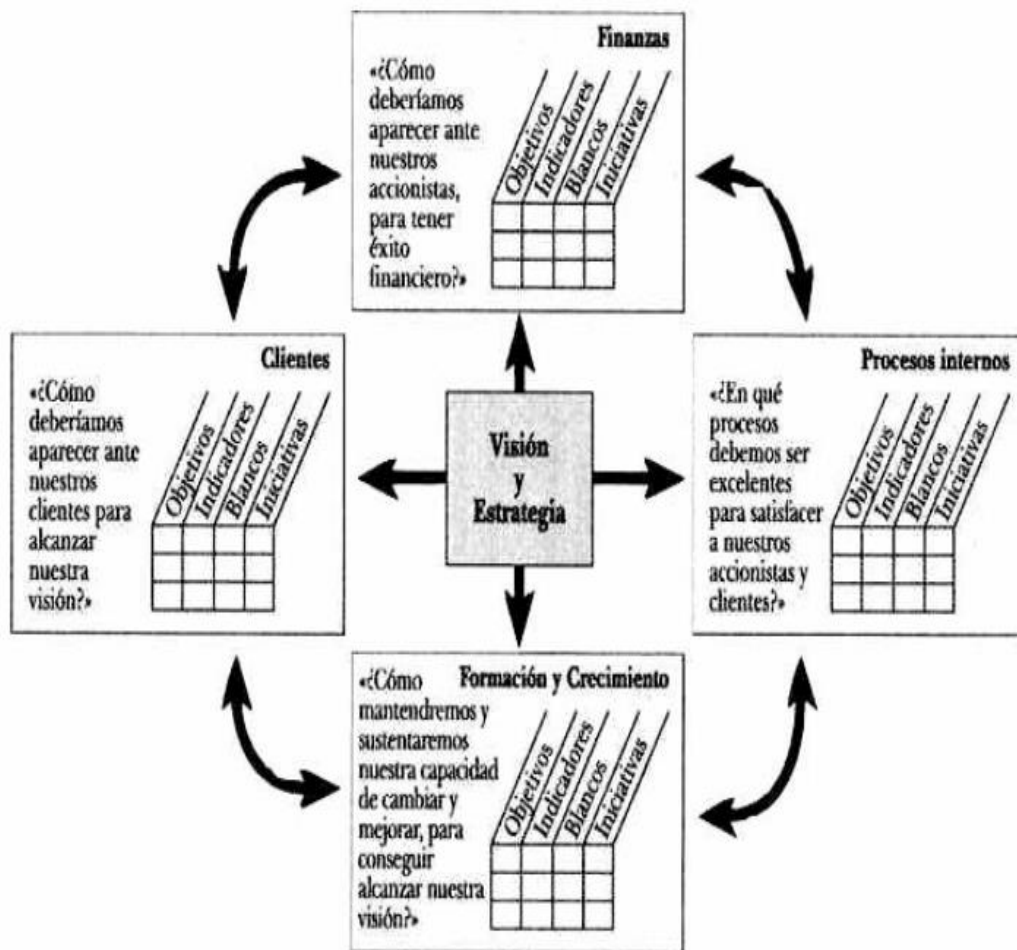 Finanzas
«¿Cómo
deberíamos
aparecer ante
nuestros
accionistas,
para tener
éxito
financiero?»
Objetivos
Indicadores
Blancos
Iniciativas
Clientes
«¿Cómo
deberíamos
aparecer ante
nuestros
clientes para
alcanzar
nuestra
visión?»
Objetivos
Indicadores
Blancos
Iniciativas
Visión
y
Estrategia
Procesos internos
«¿En qué
procesos
debemos ser
excelentes
para satisfacer
a nuestros
accionistas y
clientes?»
Objetivos
Indicadores
Blancos
Iniciativas
Formación y Crecimiento
«¿Cómo
mantendremos y
sustentaremos
nuestra capacidad
de cambiar y
mejorar, para
conseguir
alcanzar nuestra
visión?»
Objetivos
Indicadores
Blancos
Iniciativas